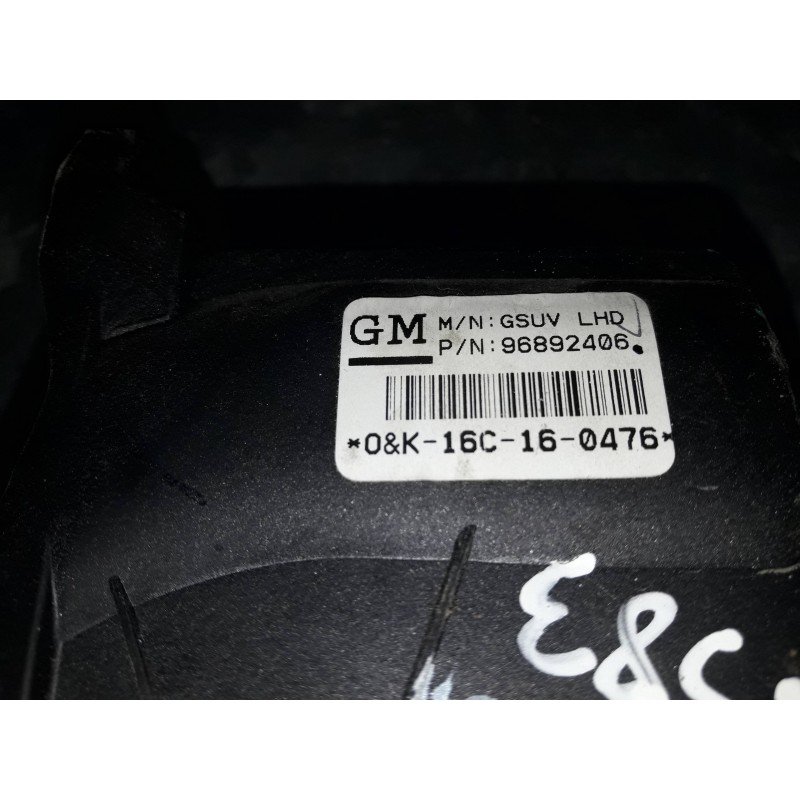 GM
M/N:GSUV LHD
P/N:96892406
*O&K-16C-16-0476*